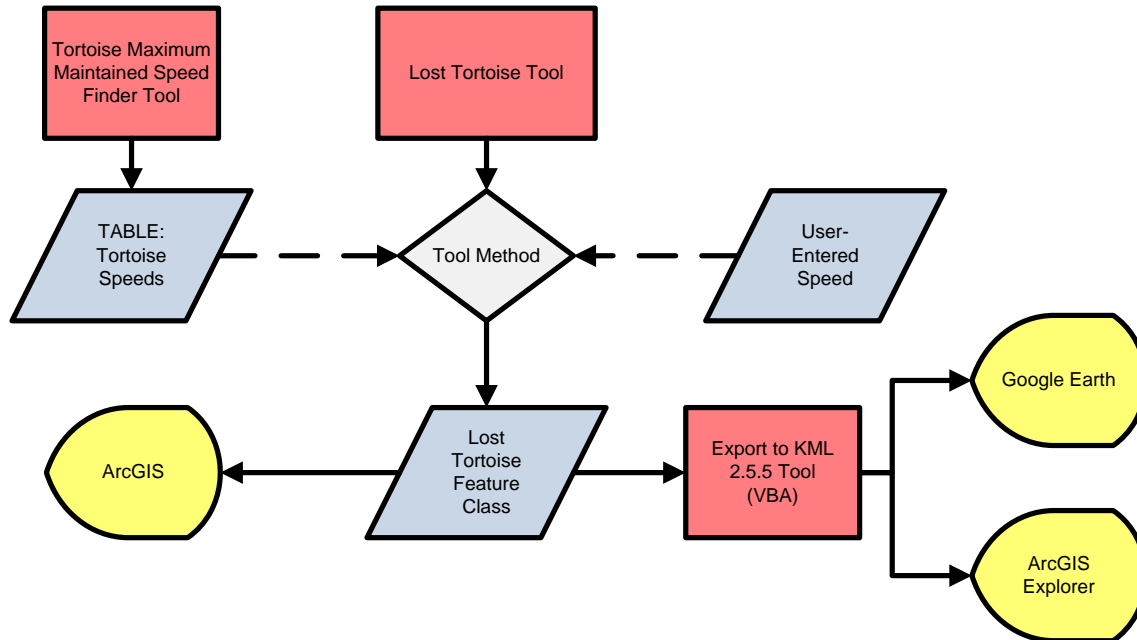 Tortoise Maximum
Maintained Speed
Finder Tool
Lost Tortoise Tool
TABLE:
Tortoise
Speeds
Tool Method
User-
Entered
Speed
Google Earth
ArcGIS
Lost
Tortoise
Feature
Class
Export to KML
2.5.5 Tool
(VBA)
ArcGIS
Explorer